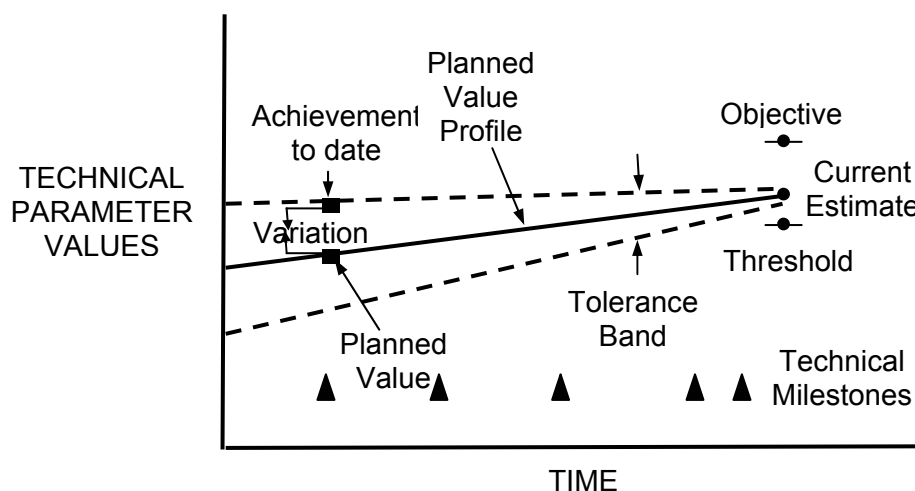 TECHNICAL
PARAMETER
VALUES
Achievement
to date
Variation
Planned
Value
Profile
Planned
Value
Tolerance
Band
Objective
Current
Estimate
Threshold
Technical
Milestones
TIME